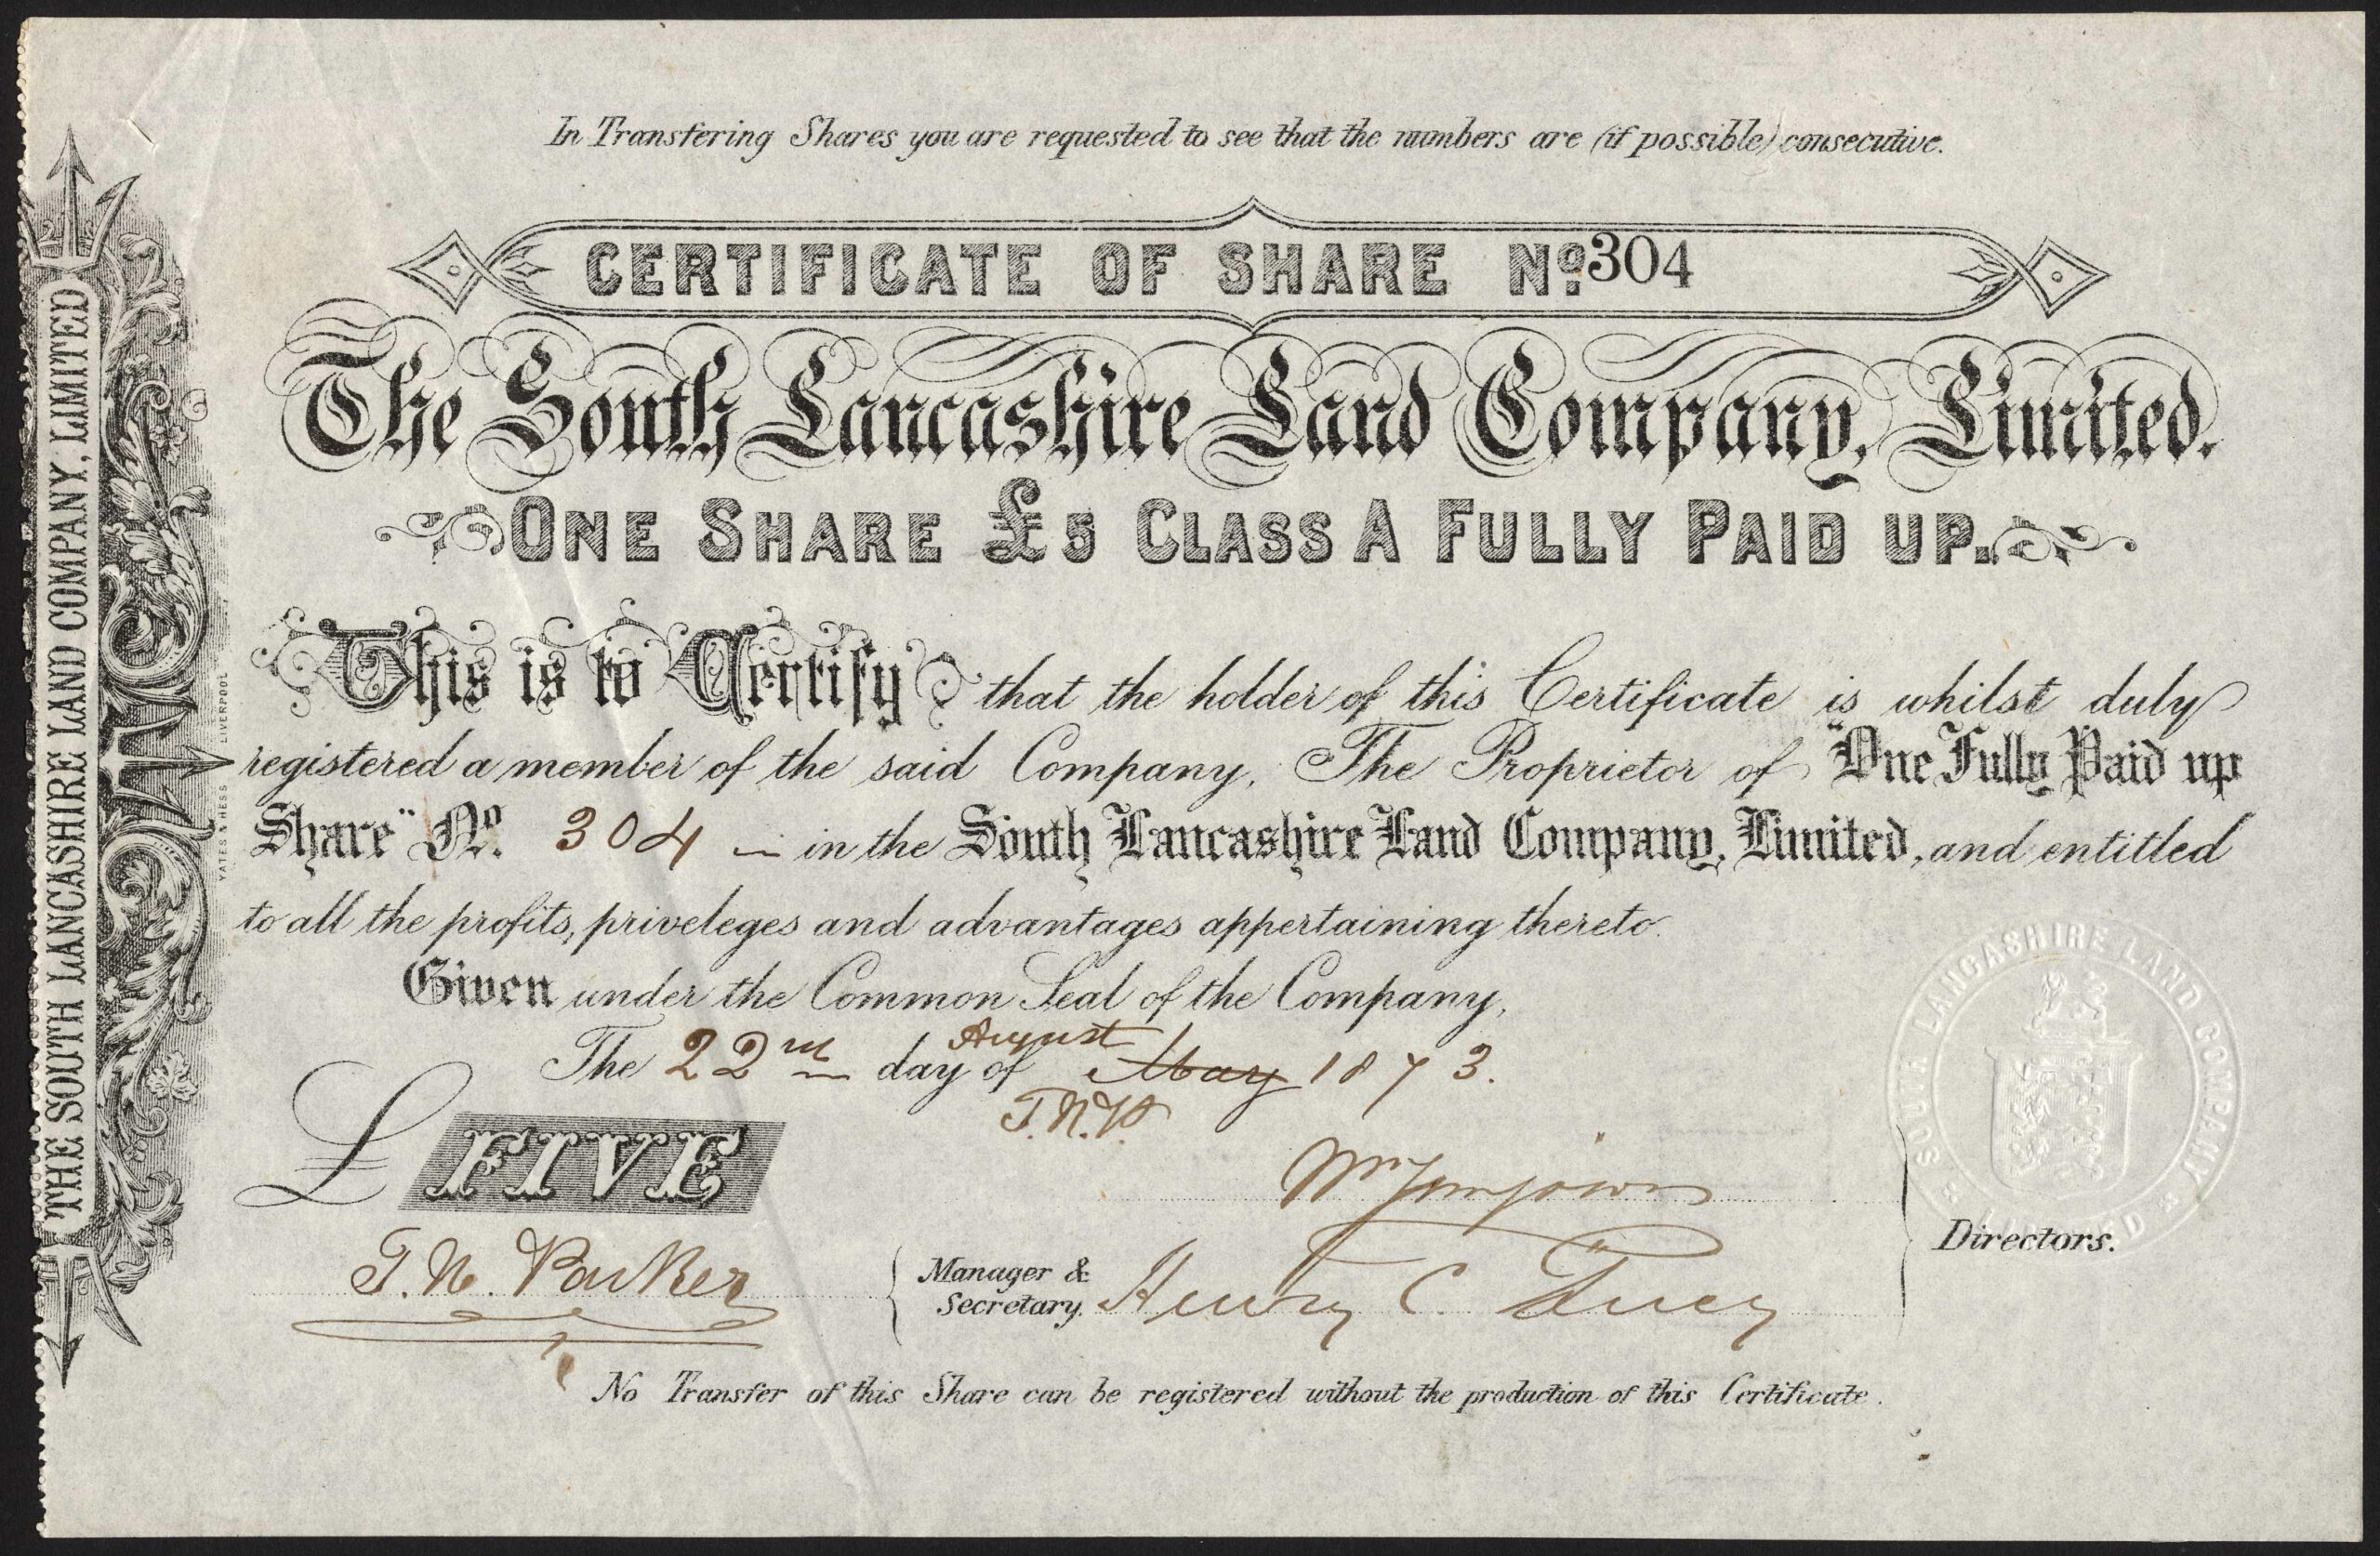 In Transfering Shares you are requested to see that the numbers are (if possible) consecutive.
CERTIFICATE OF SHARE No. 304
The South Lancashire Land Company, Limited.
ONE SHARE £5 CLASS A FULLY PAID UP.
This is to Certify that the holder of this Certificate is whilst duly
registered a member of the said Company, The Proprietor of "One Fully Paid up
Share" No. 304 — in the South Lancashire Land Company, Limited, and entitled
to all the profits, priveleges and advantages appertaining thereto.
Given under the Common Seal of the Company,
August
The 22nd day of May 1873.
T.N.P.
£ FIVE
T. N. Parker
Manager &
Secretary.
Henry C.
Directors.
No Transfer of this Share can be registered without the production of this Certificate.
THE SOUTH LANCASHIRE LAND COMPANY, LIMITED
YATES & HESS LIVERPOOL
SOUTH LANCASHIRE LAND COMPANY LIMITED